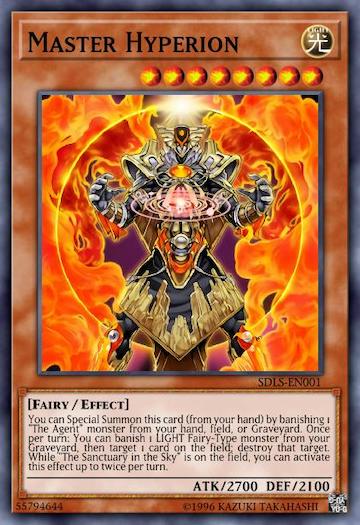 MASTER HYPERION
LIGHT
光
SDLS-EN001
[FAIRY / EFFECT]
You can Special Summon this card (from your hand) by banishing 1
"The Agent" monster from your hand, field, or Graveyard. Once
per turn: You can banish 1 LIGHT Fairy-Type monster from your
Graveyard, then target 1 card on the field; destroy that target.
While "The Sanctuary in the Sky" is on the field, you can activate
this effect up to twice per turn.
ATK/2700 DEF/2100
55794644
©1996 KAZUKI TAKAHASHI